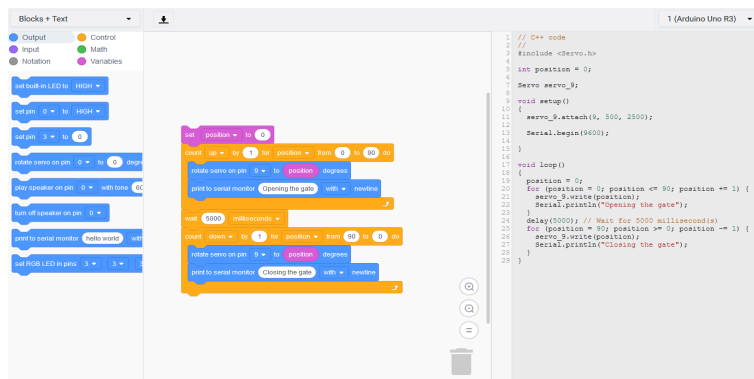 Blocks + Text
1 (Arduino Uno R3)
Output
Control
Input
Math
Notation
Variables
set built-in LED to HIGH
set pin 0 to HIGH
set pin 3 to 0
rotate servo on pin 0 to 0 degre
play speaker on pin 0 with tone 60
turn off speaker on pin 0
print to serial monitor hello world with
set RGB LED in pins 3 3 3
set position to 0
count up by 1 for position from 0 to 90 do
rotate servo on pin 9 to position degrees
print to serial monitor Opening the gate with newline
wait 5000 milliseconds
count down by 1 for position from 90 to 0 do
rotate servo on pin 9 to position degrees
print to serial monitor Closing the gate with newline
1 // C++ code
2 //
3 #include <Servo.h>
4
5 int position = 0;
6
7 Servo servo_9;
8
9 void setup()
10 {
11 servo_9.attach(9, 500, 2500);
12
13 Serial.begin(9600);
14
15 }
16
17 void loop()
18 {
19 position = 0;
20 for (position = 0; position <= 90; position += 1) {
21 servo_9.write(position);
22 Serial.println("Opening the gate");
23 }
24 delay(5000); // Wait for 5000 millisecond(s)
25 for (position = 90; position >= 0; position -= 1) {
26 servo_9.write(position);
27 Serial.println("Closing the gate");
28 }
29 }